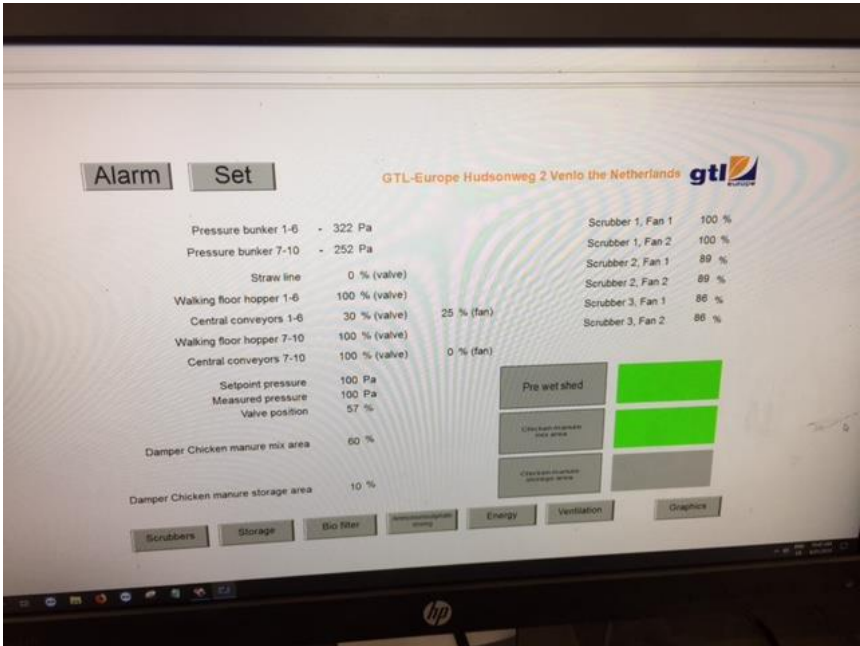 Alarm
Set
GTL-Europe Hudsonweg 2 Venlo the Netherlands
gtl
europe
Pressure bunker 1-6 - 322 Pa
Pressure bunker 7-10 - 252 Pa
Straw line 0 % (valve)
Walking floor hopper 1-6 100 % (valve)
Central conveyors 1-6 30 % (valve) 25 % (fan)
Walking floor hopper 7-10 100 % (valve)
Central conveyors 7-10 100 % (valve) 0 % (fan)
Setpoint pressure 100 Pa
Measured pressure 100 Pa
Valve position 57 %
Damper Chicken manure mix area 60 %
Damper Chicken manure storage area 10 %
Scrubber 1, Fan 1 100 %
Scrubber 1, Fan 2 100 %
Scrubber 2, Fan 1 89 %
Scrubber 2, Fan 2 89 %
Scrubber 3, Fan 1 86 %
Scrubber 3, Fan 2 86 %
Pre wet shed
Chicken manure
mix area
Chicken manure
storage area
Scrubbers
Storage
Bio filter
Energy
Ventilation
Graphics
hp